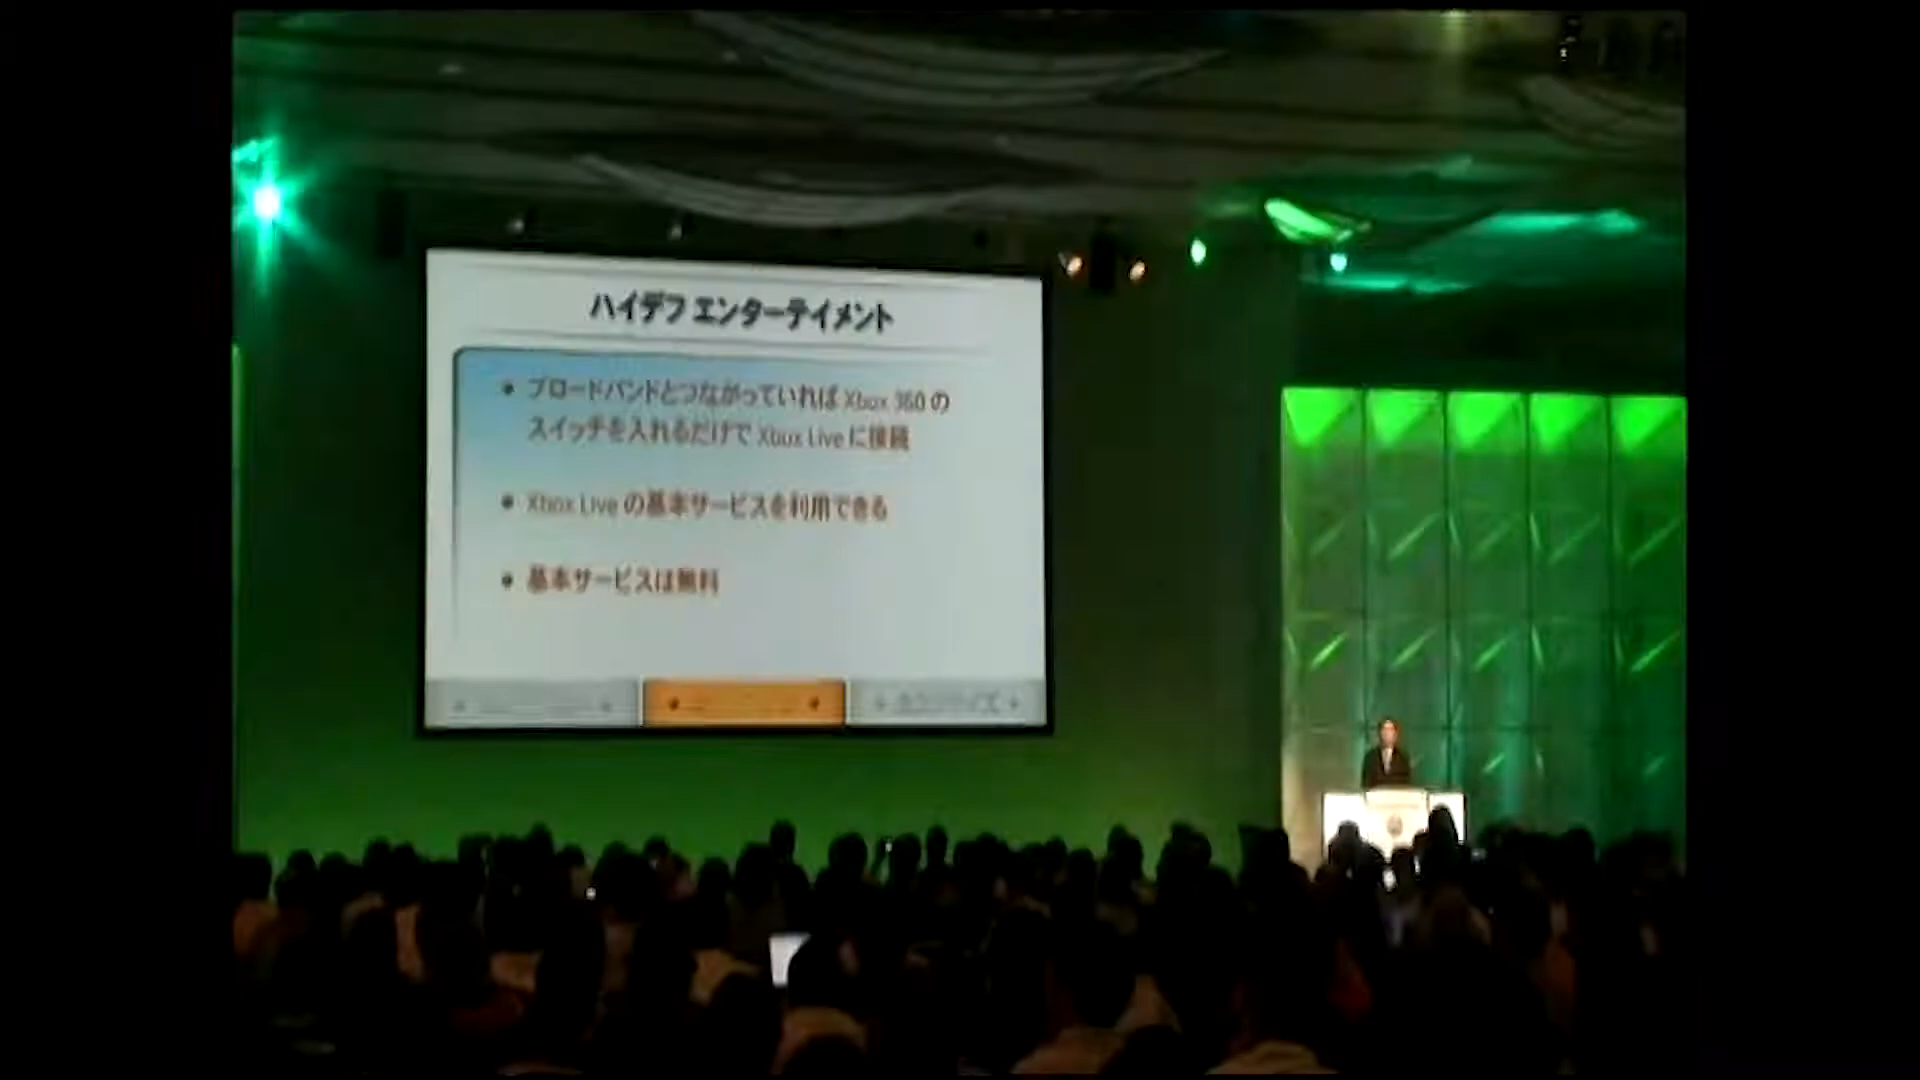 ハイデフ エンターテイメント
• ブロードバンドとつながっていれば Xbox 360 の
スイッチを入れるだけで Xbox Live に接続
• Xbox Live の基本サービスを利用できる
• 基本サービスは無料